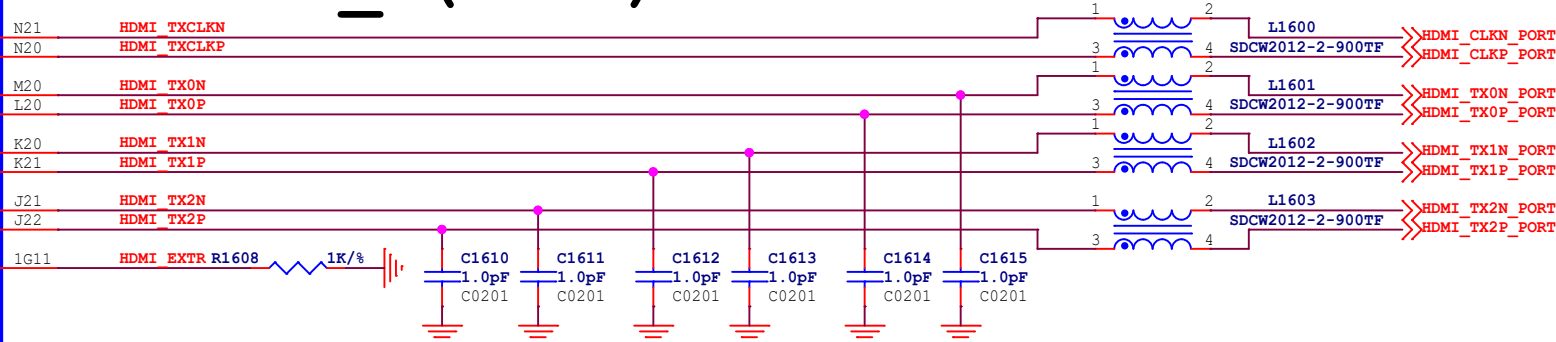 1 2
N21 HDMI_TXCLKN L1600 HDMI_CLKN_PORT
N20 HDMI_TXCLKP 3 4 SDCW2012-2-900TF HDMI_CLKP_PORT
1 2
M20 HDMI_TX0N L1601 HDMI_TX0N_PORT
L20 HDMI_TX0P 3 4 SDCW2012-2-900TF HDMI_TX0P_PORT
1 2
K20 HDMI_TX1N L1602 HDMI_TX1N_PORT
K21 HDMI_TX1P 3 4 SDCW2012-2-900TF HDMI_TX1P_PORT
J21 HDMI_TX2N 1 2 L1603 HDMI_TX2N_PORT
J22 HDMI_TX2P SDCW2012-2-900TF HDMI_TX2P_PORT
3 4
1G11 HDMI_EXTR R1608 1K/% C1610 C1611 C1612 C1613 C1614 C1615
1.0pF 1.0pF 1.0pF 1.0pF 1.0pF 1.0pF
C0201 C0201 C0201 C0201 C0201 C0201